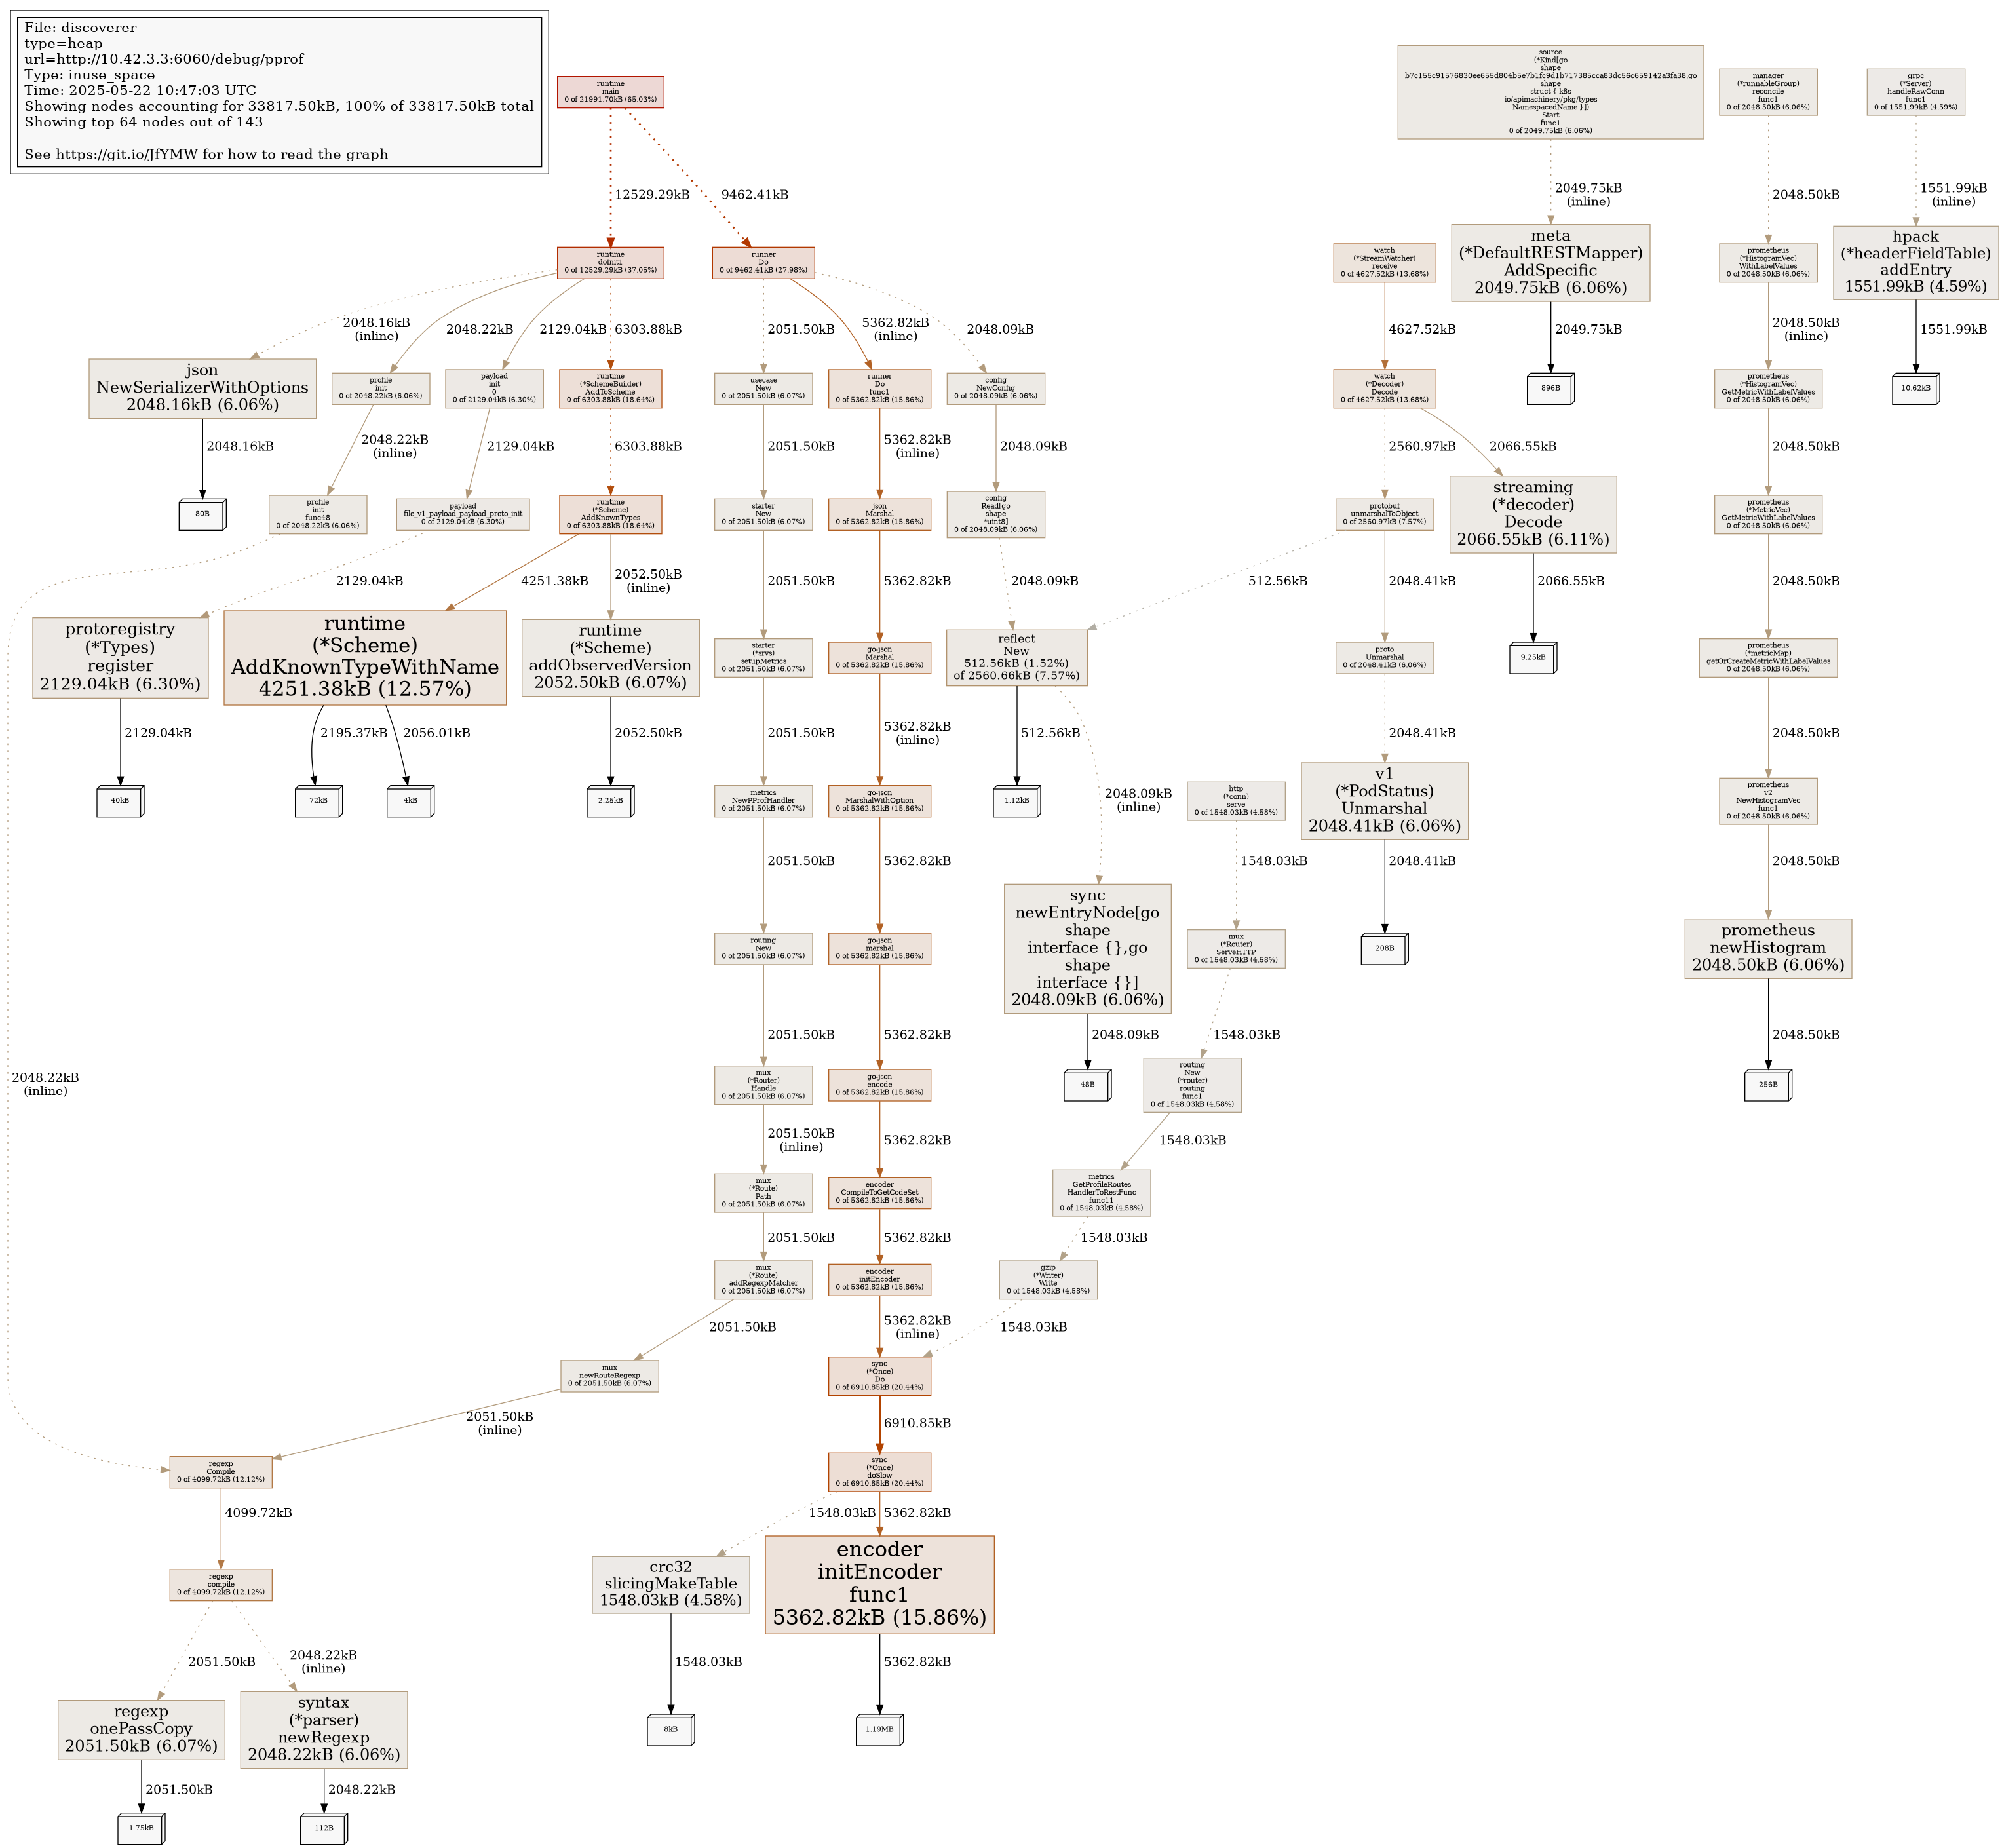 File: discoverer
type=heap
url=http://10.42.3.3:6060/debug/pprof
Type: inuse_space
Time: 2025-05-22 10:47:03 UTC
Showing nodes accounting for 33817.50kB, 100% of 33817.50kB total
Showing top 64 nodes out of 143
See https://git.io/JfYMW for how to read the graph
runtime
main
0 of 21991.70kB (65.03%)
source
(*Kind[go
shape
b7c155c91576830ee655d804b5e7b1fc9d1b717385cca83dc56c659142a3fa38,go
shape
struct { k8s
io/apimachinery/pkg/types
NamespacedName }])
Start
func1
0 of 2049.75kB (6.06%)
manager
(*runnableGroup)
reconcile
func1
0 of 2048.50kB (6.06%)
grpc
(*Server)
handleRawConn
func1
0 of 1551.99kB (4.59%)
12529.29kB
9462.41kB
2049.75kB
(inline)
2048.50kB
1551.99kB
(inline)
runtime
doInit1
0 of 12529.29kB (37.05%)
runner
Do
0 of 9462.41kB (27.98%)
watch
(*StreamWatcher)
receive
0 of 4627.52kB (13.68%)
meta
(*DefaultRESTMapper)
AddSpecific
2049.75kB (6.06%)
prometheus
(*HistogramVec)
WithLabelValues
0 of 2048.50kB (6.06%)
hpack
(*headerFieldTable)
addEntry
1551.99kB (4.59%)
2048.16kB
(inline)
2048.22kB
2129.04kB
6303.88kB
2051.50kB
5362.82kB
(inline)
2048.09kB
4627.52kB
2049.75kB
2048.50kB
(inline)
1551.99kB
json
NewSerializerWithOptions
2048.16kB (6.06%)
profile
init
0 of 2048.22kB (6.06%)
payload
init
0
0 of 2129.04kB (6.30%)
runtime
(*SchemeBuilder)
AddToScheme
0 of 6303.88kB (18.64%)
usecase
New
0 of 2051.50kB (6.07%)
runner
Do
func1
0 of 5362.82kB (15.86%)
config
NewConfig
0 of 2048.09kB (6.06%)
watch
(*Decoder)
Decode
0 of 4627.52kB (13.68%)
896B
prometheus
(*HistogramVec)
GetMetricWithLabelValues
0 of 2048.50kB (6.06%)
10.62kB
2048.16kB
2048.22kB
(inline)
2129.04kB
6303.88kB
2051.50kB
5362.82kB
(inline)
2048.09kB
2560.97kB
2066.55kB
2048.50kB
80B
profile
init
func48
0 of 2048.22kB (6.06%)
payload
file_v1_payload_payload_proto_init
0 of 2129.04kB (6.30%)
runtime
(*Scheme)
AddKnownTypes
0 of 6303.88kB (18.64%)
starter
New
0 of 2051.50kB (6.07%)
json
Marshal
0 of 5362.82kB (15.86%)
config
Read[go
shape
*uint8]
0 of 2048.09kB (6.06%)
protobuf
unmarshalToObject
0 of 2560.97kB (7.57%)
streaming
(*decoder)
Decode
2066.55kB (6.11%)
prometheus
(*MetricVec)
GetMetricWithLabelValues
0 of 2048.50kB (6.06%)
2129.04kB
4251.38kB
2052.50kB
(inline)
2051.50kB
5362.82kB
2048.09kB
512.56kB
2048.41kB
2066.55kB
2048.50kB
protoregistry
(*Types)
register
2129.04kB (6.30%)
runtime
(*Scheme)
AddKnownTypeWithName
4251.38kB (12.57%)
runtime
(*Scheme)
addObservedVersion
2052.50kB (6.07%)
starter
(*srvs)
setupMetrics
0 of 2051.50kB (6.07%)
go-json
Marshal
0 of 5362.82kB (15.86%)
reflect
New
512.56kB (1.52%)
of 2560.66kB (7.57%)
proto
Unmarshal
0 of 2048.41kB (6.06%)
9.25kB
prometheus
(*metricMap)
getOrCreateMetricWithLabelValues
0 of 2048.50kB (6.06%)
2129.04kB
2195.37kB
2056.01kB
2052.50kB
2051.50kB
5362.82kB
(inline)
512.56kB
2048.09kB
(inline)
2048.41kB
2048.50kB
40kB
72kB
4kB
2.25kB
metrics
NewPProfHandler
0 of 2051.50kB (6.07%)
go-json
MarshalWithOption
0 of 5362.82kB (15.86%)
1.12kB
http
(*conn)
serve
0 of 1548.03kB (4.58%)
v1
(*PodStatus)
Unmarshal
2048.41kB (6.06%)
prometheus
v2
NewHistogramVec
func1
0 of 2048.50kB (6.06%)
2051.50kB
5362.82kB
1548.03kB
2048.41kB
2048.50kB
routing
New
0 of 2051.50kB (6.07%)
go-json
marshal
0 of 5362.82kB (15.86%)
sync
newEntryNode[go
shape
interface {},go
shape
interface {}]
2048.09kB (6.06%)
mux
(*Router)
ServeHTTP
0 of 1548.03kB (4.58%)
208B
prometheus
newHistogram
2048.50kB (6.06%)
2051.50kB
5362.82kB
2048.09kB
1548.03kB
2048.50kB
2048.22kB
(inline)
mux
(*Router)
Handle
0 of 2051.50kB (6.07%)
go-json
encode
0 of 5362.82kB (15.86%)
48B
routing
New
(*router)
routing
func1
0 of 1548.03kB (4.58%)
256B
2051.50kB
(inline)
5362.82kB
1548.03kB
mux
(*Route)
Path
0 of 2051.50kB (6.07%)
encoder
CompileToGetCodeSet
0 of 5362.82kB (15.86%)
metrics
GetProfileRoutes
HandlerToRestFunc
func11
0 of 1548.03kB (4.58%)
2051.50kB
5362.82kB
1548.03kB
mux
(*Route)
addRegexpMatcher
0 of 2051.50kB (6.07%)
encoder
initEncoder
0 of 5362.82kB (15.86%)
gzip
(*Writer)
Write
0 of 1548.03kB (4.58%)
2051.50kB
5362.82kB
(inline)
1548.03kB
mux
newRouteRegexp
0 of 2051.50kB (6.07%)
sync
(*Once)
Do
0 of 6910.85kB (20.44%)
2051.50kB
(inline)
6910.85kB
regexp
Compile
0 of 4099.72kB (12.12%)
sync
(*Once)
doSlow
0 of 6910.85kB (20.44%)
4099.72kB
1548.03kB
5362.82kB
regexp
compile
0 of 4099.72kB (12.12%)
crc32
slicingMakeTable
1548.03kB (4.58%)
encoder
initEncoder
func1
5362.82kB (15.86%)
2051.50kB
2048.22kB
(inline)
1548.03kB
5362.82kB
regexp
onePassCopy
2051.50kB (6.07%)
syntax
(*parser)
newRegexp
2048.22kB (6.06%)
8kB
1.19MB
2051.50kB
2048.22kB
1.75kB
112B